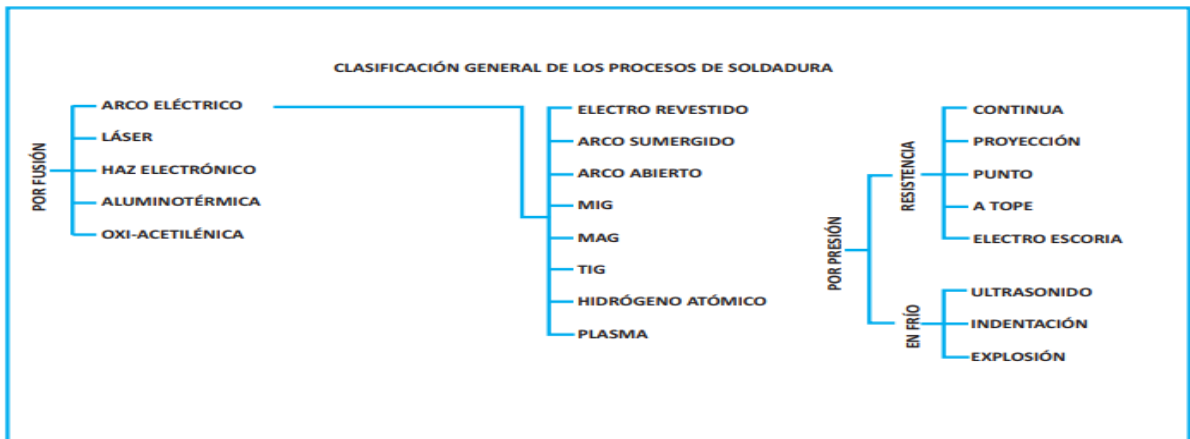 CLASIFICACIÓN GENERAL DE LOS PROCESOS DE SOLDADURA
POR FUSIÓN
ARCO ELÉCTRICO
LÁSER
HAZ ELECTRÓNICO
ALUMINOTÉRMICA
OXI-ACETILÉNICA
ELECTRO REVESTIDO
ARCO SUMERGIDO
ARCO ABIERTO
MIG
MAG
TIG
HIDRÓGENO ATÓMICO
PLASMA
POR PRESIÓN
RESISTENCIA
CONTINUA
PROYECCIÓN
PUNTO
A TOPE
ELECTRO ESCORIA
EN FRÍO
ULTRASONIDO
INDENTACIÓN
EXPLOSIÓN